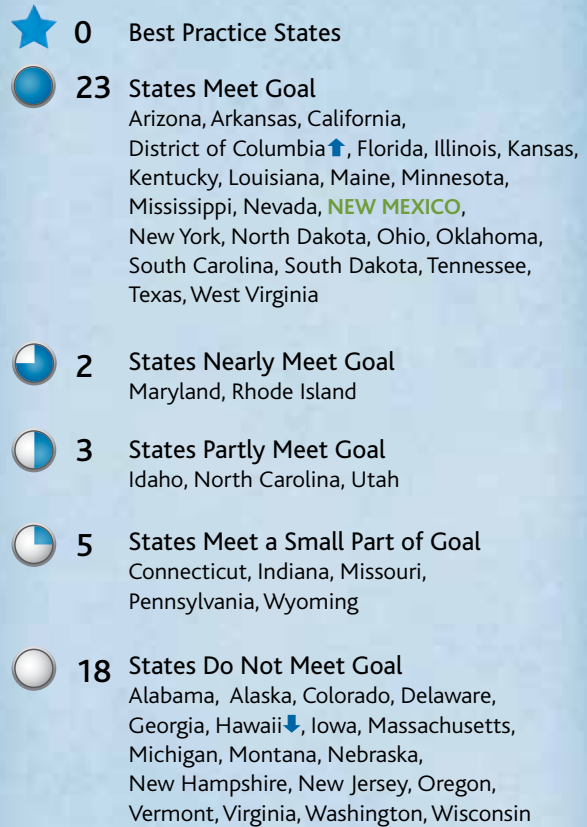 0 Best Practice States
23 States Meet Goal
Arizona, Arkansas, California,
District of Columbia⬆, Florida, Illinois, Kansas,
Kentucky, Louisiana, Maine, Minnesota,
Mississippi, Nevada, NEW MEXICO,
New York, North Dakota, Ohio, Oklahoma,
South Carolina, South Dakota, Tennessee,
Texas, West Virginia
2 States Nearly Meet Goal
Maryland, Rhode Island
3 States Partly Meet Goal
Idaho, North Carolina, Utah
5 States Meet a Small Part of Goal
Connecticut, Indiana, Missouri,
Pennsylvania, Wyoming
18 States Do Not Meet Goal
Alabama, Alaska, Colorado, Delaware,
Georgia, Hawaii⬇, Iowa, Massachusetts,
Michigan, Montana, Nebraska,
New Hampshire, New Jersey, Oregon,
Vermont, Virginia, Washington, Wisconsin